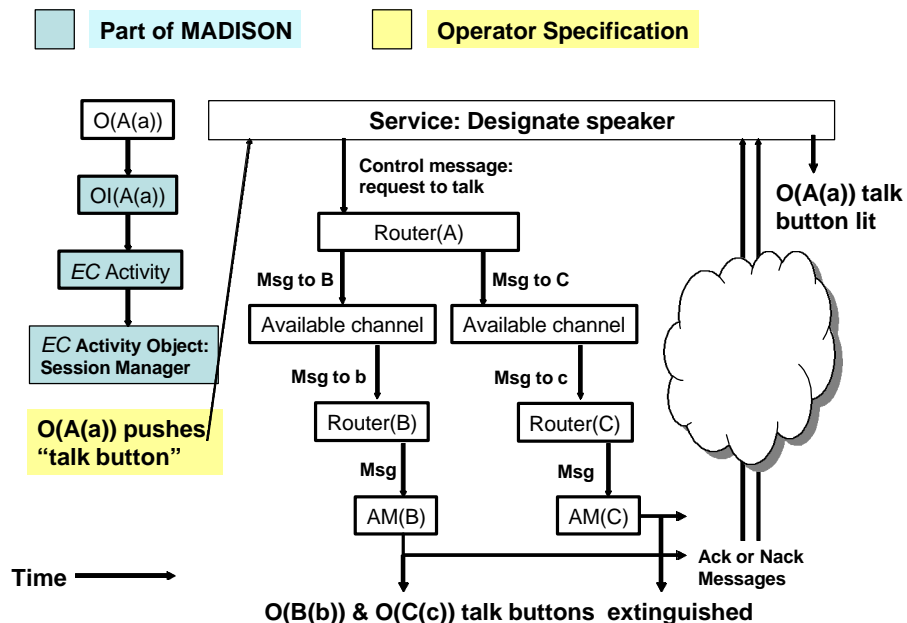 Part of MADISON
Operator Specification
O(A(a))
Service: Designate speaker
Control message:
request to talk
OI(A(a))
O(A(a)) talk
button lit
Router(A)
EC Activity
Msg to B
Msg to C
Available channel
Available channel
EC Activity Object:
Session Manager
Msg to b
Msg to c
O(A(a)) pushes
“talk button”
Router(B)
Router(C)
Msg
Msg
AM(B)
AM(C)
Ack or Nack
Messages
Time
O(B(b)) & O(C(c)) talk buttons extinguished